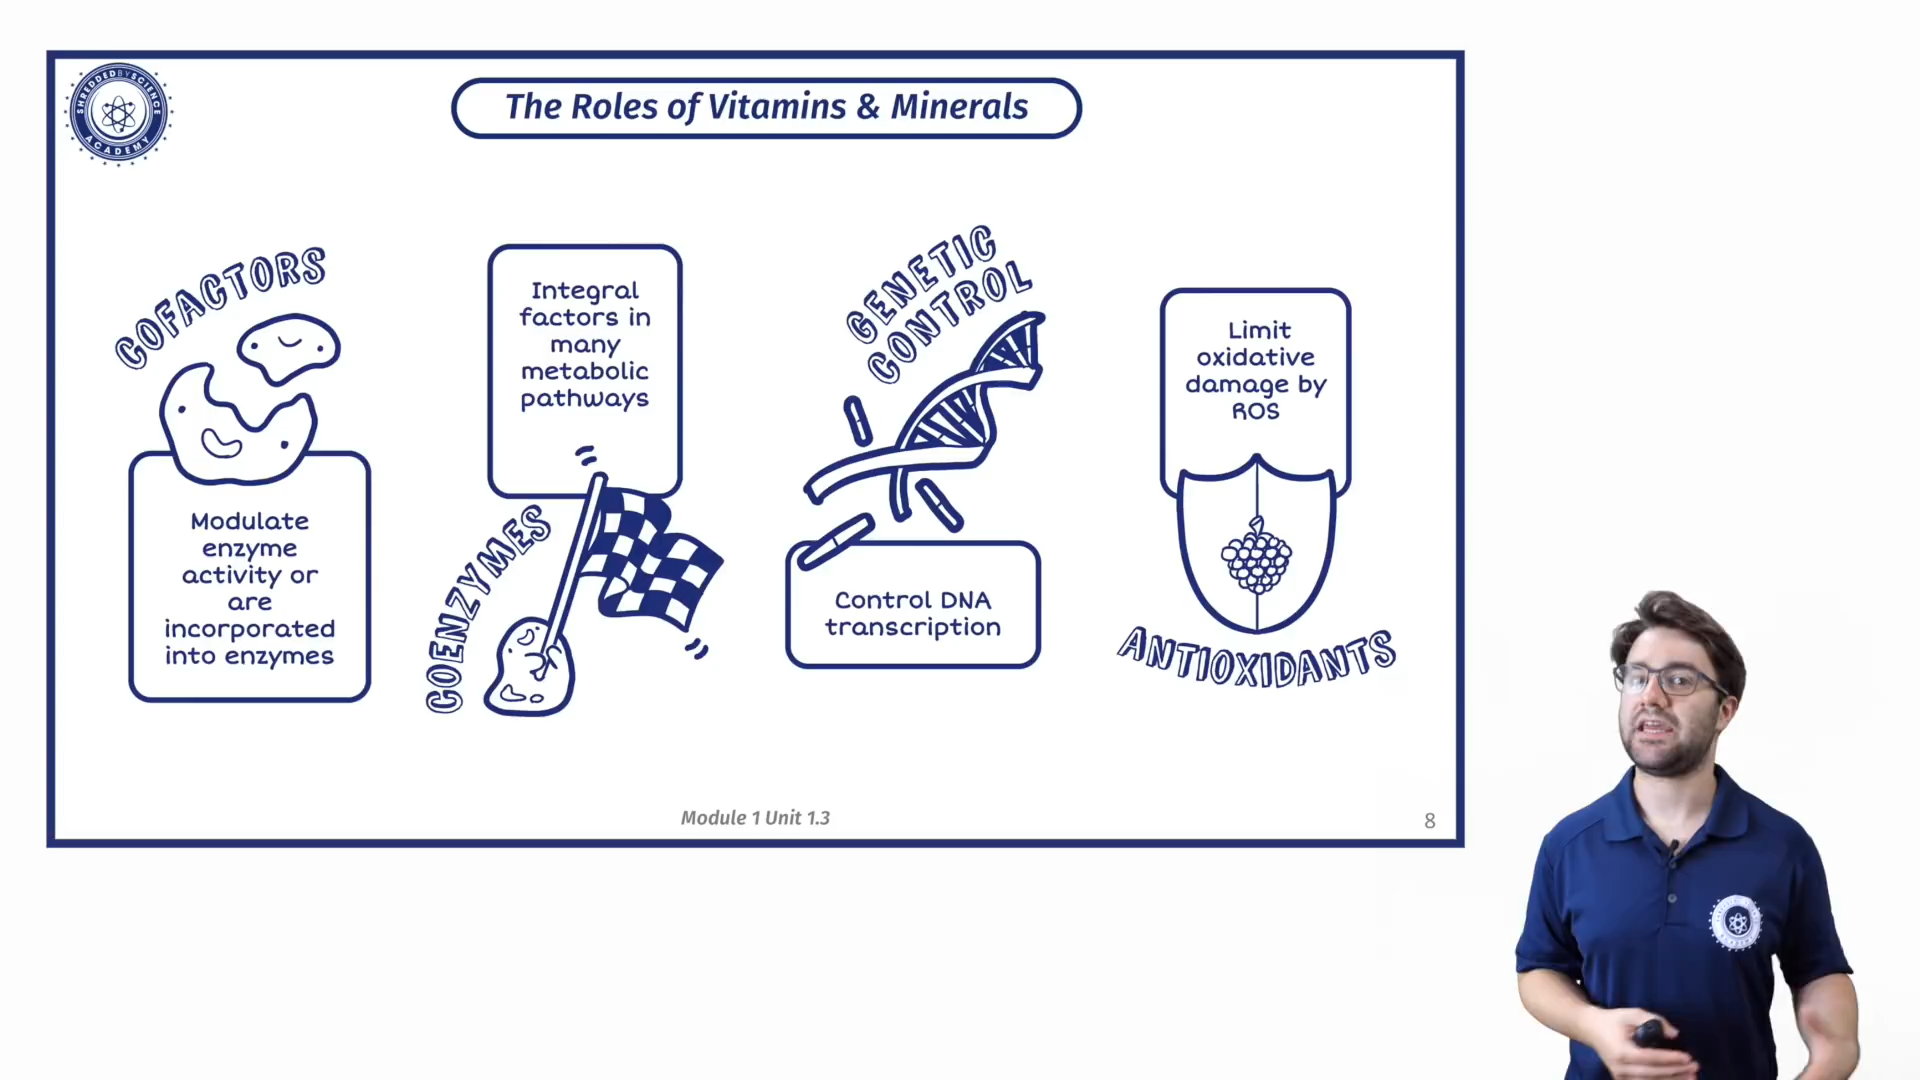 SHREDDEDBYSCIENCE
ACADEMY
The Roles of Vitamins & Minerals
COFACTORS
Modulate
enzyme
activity or
are
incorporated
into enzymes
Integral
factors in
many
metabolic
pathways
COENZYMES
GENETIC
CONTROL
Control DNA
transcription
Limit
oxidative
damage by
ROS
ANTIOXIDANTS
Module 1 Unit 1.3
8